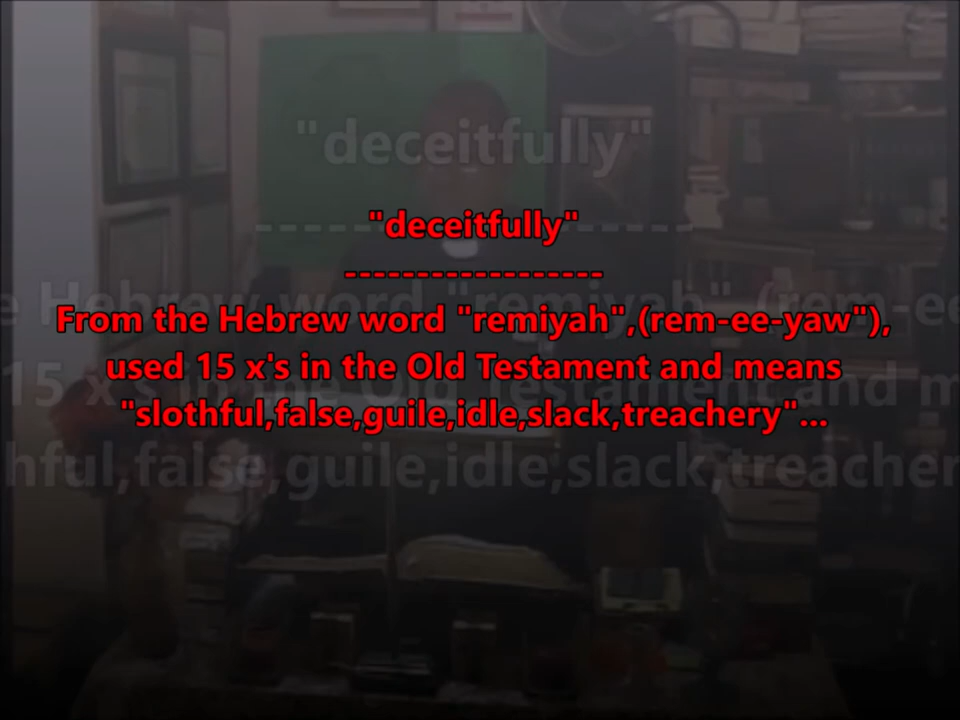 "deceitfully"
------------------
From the Hebrew word "remiyah",(rem-ee-yaw"),
used 15 x's in the Old Testament and means
"slothful,false,guile,idle,slack,treachery"...